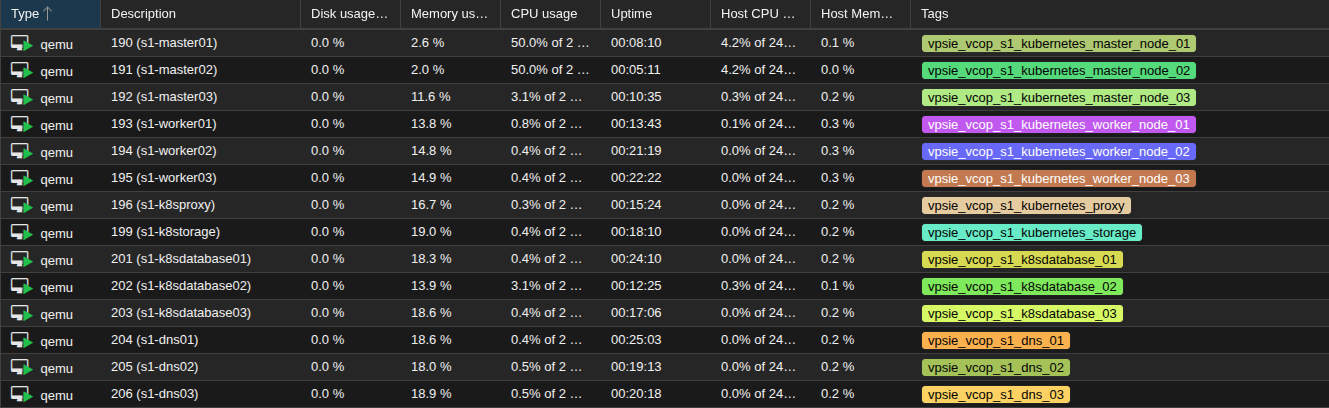 Type Description Disk usage... Memory us... CPU usage Uptime Host CPU ... Host Mem... Tags
qemu 190 (s1-master01) 0.0 % 2.6 % 50.0% of 2 ... 00:08:10 4.2% of 24... 0.1 % vpsie_vcop_s1_kubernetes_master_node_01
qemu 191 (s1-master02) 0.0 % 2.0 % 50.0% of 2 ... 00:05:11 4.2% of 24... 0.0 % vpsie_vcop_s1_kubernetes_master_node_02
qemu 192 (s1-master03) 0.0 % 11.6 % 3.1% of 2 ... 00:10:35 0.3% of 24... 0.2 % vpsie_vcop_s1_kubernetes_master_node_03
qemu 193 (s1-worker01) 0.0 % 13.8 % 0.8% of 2 ... 00:13:43 0.1% of 24... 0.3 % vpsie_vcop_s1_kubernetes_worker_node_01
qemu 194 (s1-worker02) 0.0 % 14.8 % 0.4% of 2 ... 00:21:19 0.0% of 24... 0.3 % vpsie_vcop_s1_kubernetes_worker_node_02
qemu 195 (s1-worker03) 0.0 % 14.9 % 0.4% of 2 ... 00:22:22 0.0% of 24... 0.3 % vpsie_vcop_s1_kubernetes_worker_node_03
qemu 196 (s1-k8sproxy) 0.0 % 16.7 % 0.3% of 2 ... 00:15:24 0.0% of 24... 0.2 % vpsie_vcop_s1_kubernetes_proxy
qemu 199 (s1-k8storage) 0.0 % 19.0 % 0.4% of 2 ... 00:18:10 0.0% of 24... 0.2 % vpsie_vcop_s1_kubernetes_storage
qemu 201 (s1-k8sdatabase01) 0.0 % 18.3 % 0.4% of 2 ... 00:24:10 0.0% of 24... 0.2 % vpsie_vcop_s1_k8sdatabase_01
qemu 202 (s1-k8sdatabase02) 0.0 % 13.9 % 3.1% of 2 ... 00:12:25 0.3% of 24... 0.1 % vpsie_vcop_s1_k8sdatabase_02
qemu 203 (s1-k8sdatabase03) 0.0 % 18.6 % 0.4% of 2 ... 00:17:06 0.0% of 24... 0.2 % vpsie_vcop_s1_k8sdatabase_03
qemu 204 (s1-dns01) 0.0 % 18.6 % 0.4% of 2 ... 00:25:03 0.0% of 24... 0.2 % vpsie_vcop_s1_dns_01
qemu 205 (s1-dns02) 0.0 % 18.0 % 0.5% of 2 ... 00:19:13 0.0% of 24... 0.2 % vpsie_vcop_s1_dns_02
qemu 206 (s1-dns03) 0.0 % 18.9 % 0.5% of 2 ... 00:20:18 0.0% of 24... 0.2 % vpsie_vcop_s1_dns_03